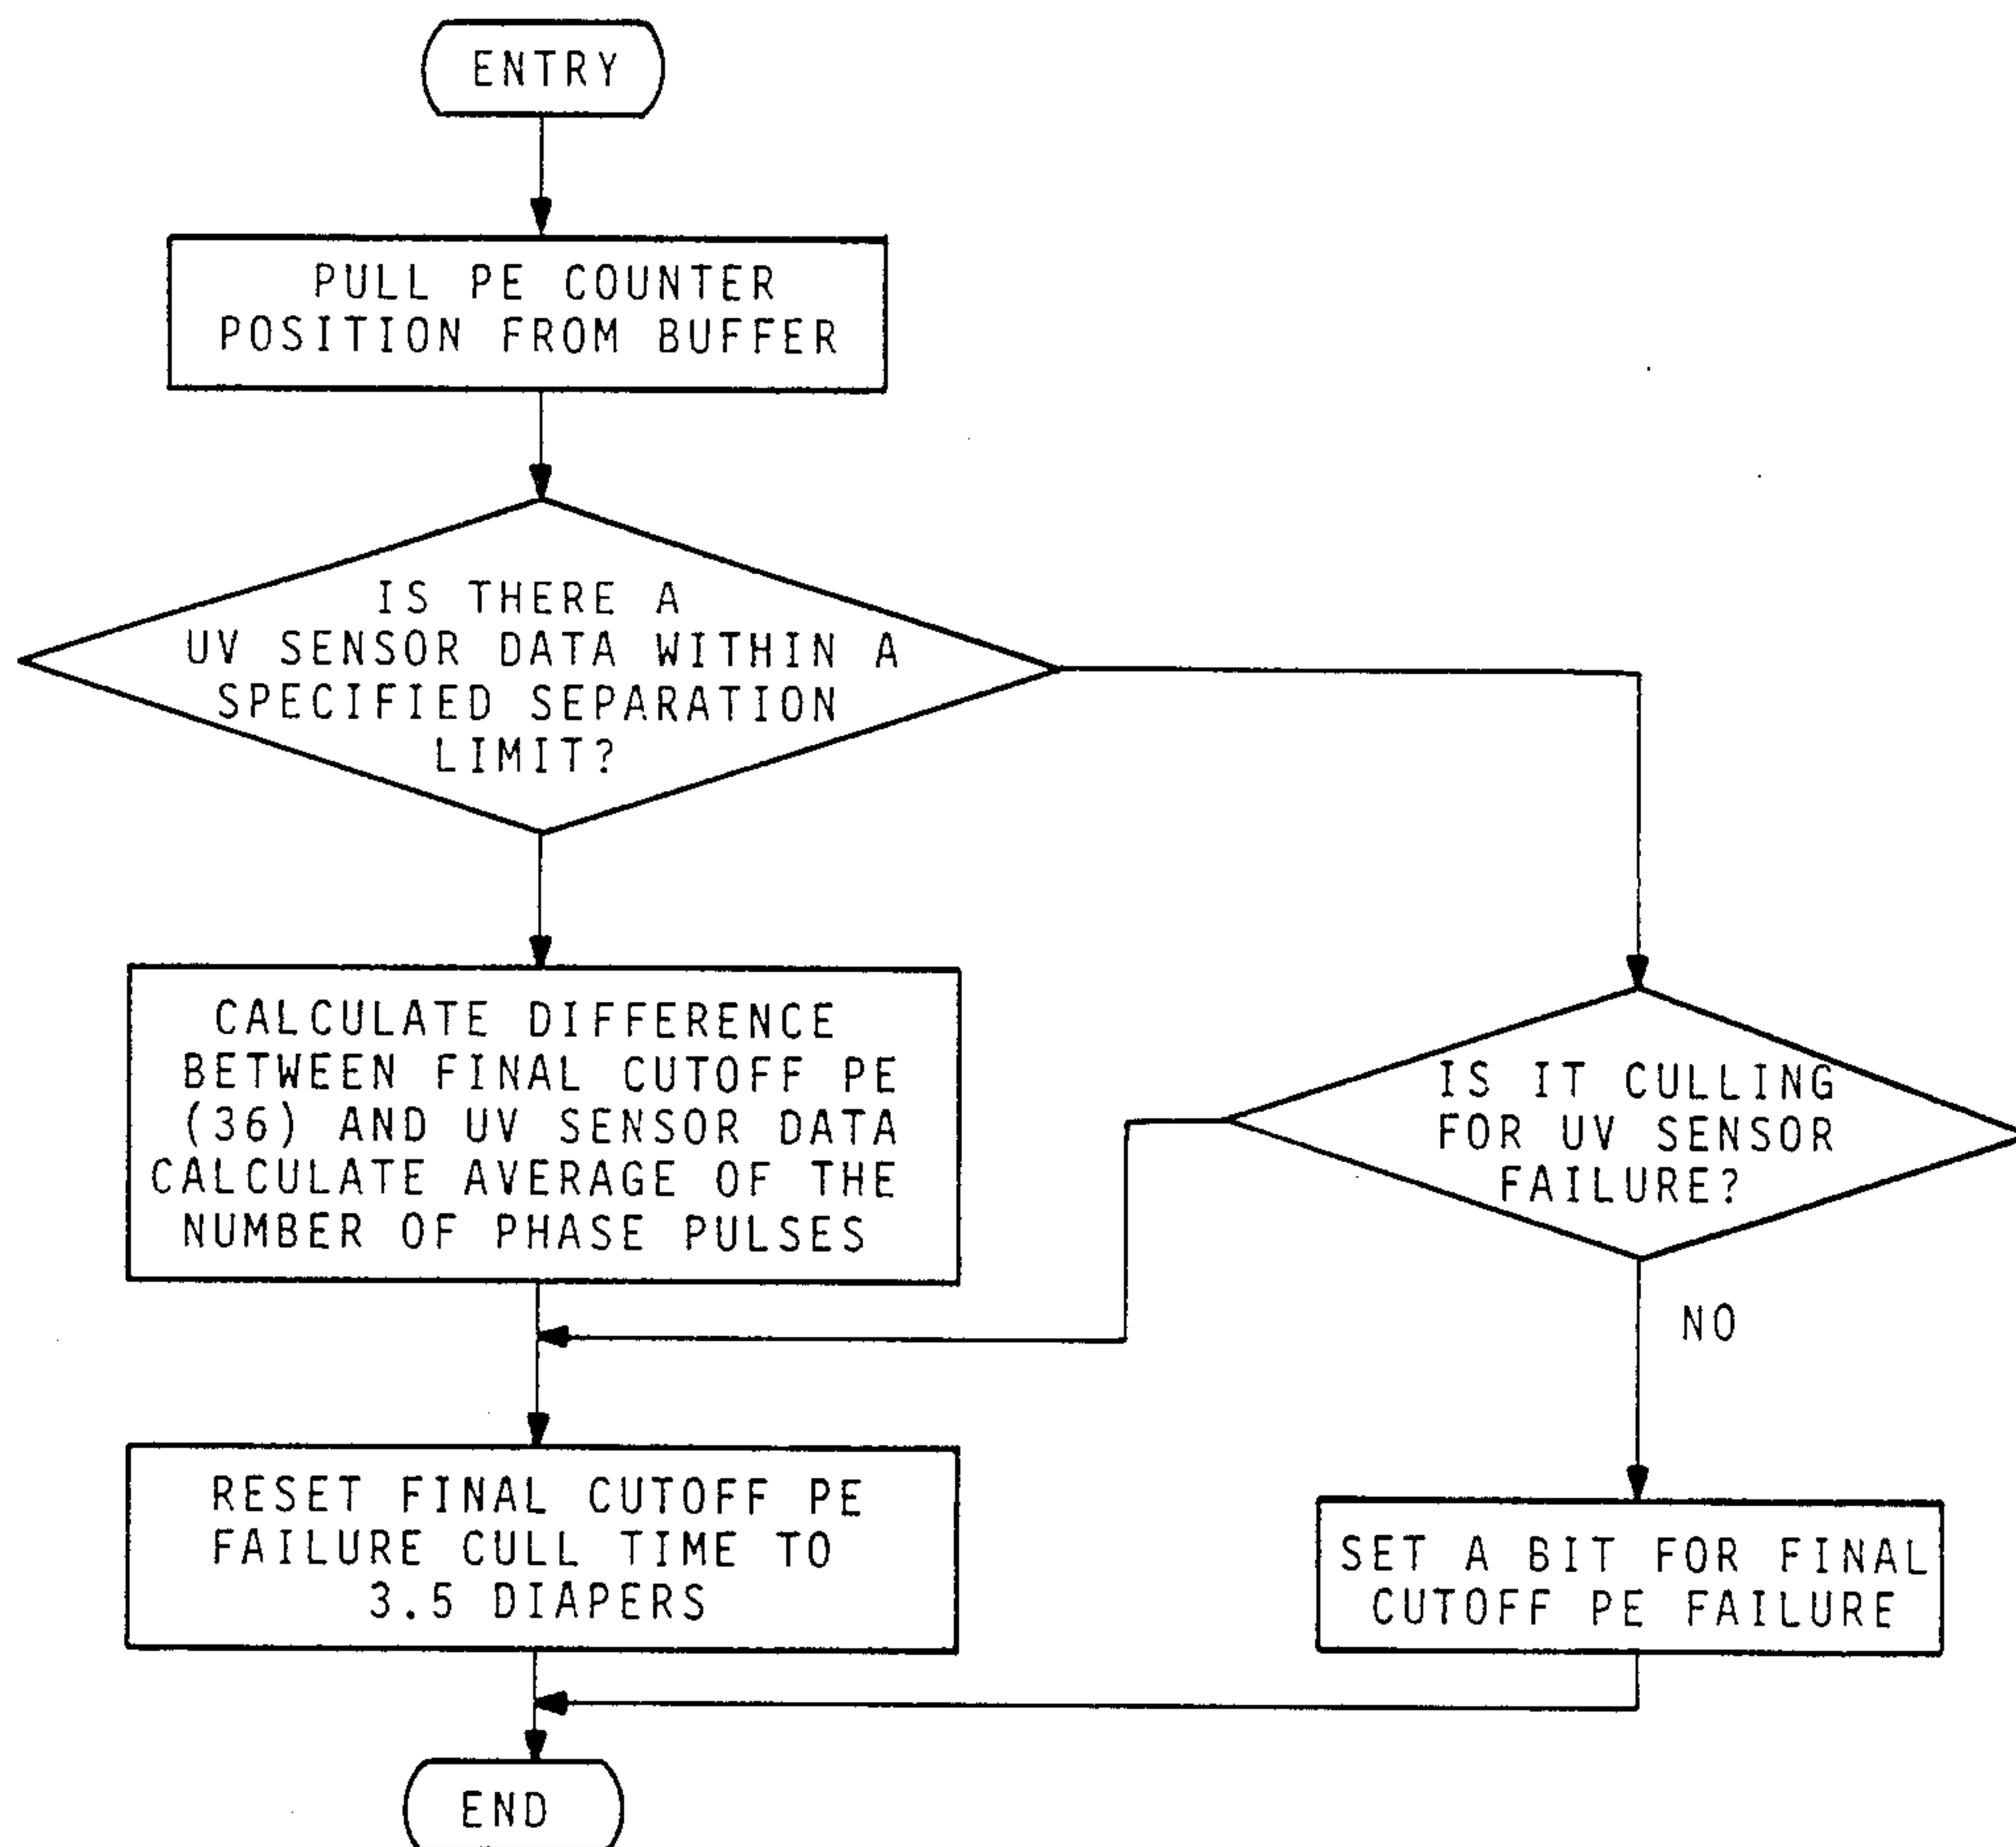 ENTRY
PULL PE COUNTER
POSITION FROM BUFFER
IS THERE A
UV SENSOR DATA WITHIN A
SPECIFIED SEPARATION
LIMIT?
CALCULATE DIFFERENCE
BETWEEN FINAL CUTOFF PE
(36) AND UV SENSOR DATA
CALCULATE AVERAGE OF THE
NUMBER OF PHASE PULSES
IS IT CULLING
FOR UV SENSOR
FAILURE?
NO
RESET FINAL CUTOFF PE
FAILURE CULL TIME TO
3.5 DIAPERS
SET A BIT FOR FINAL
CUTOFF PE FAILURE
END